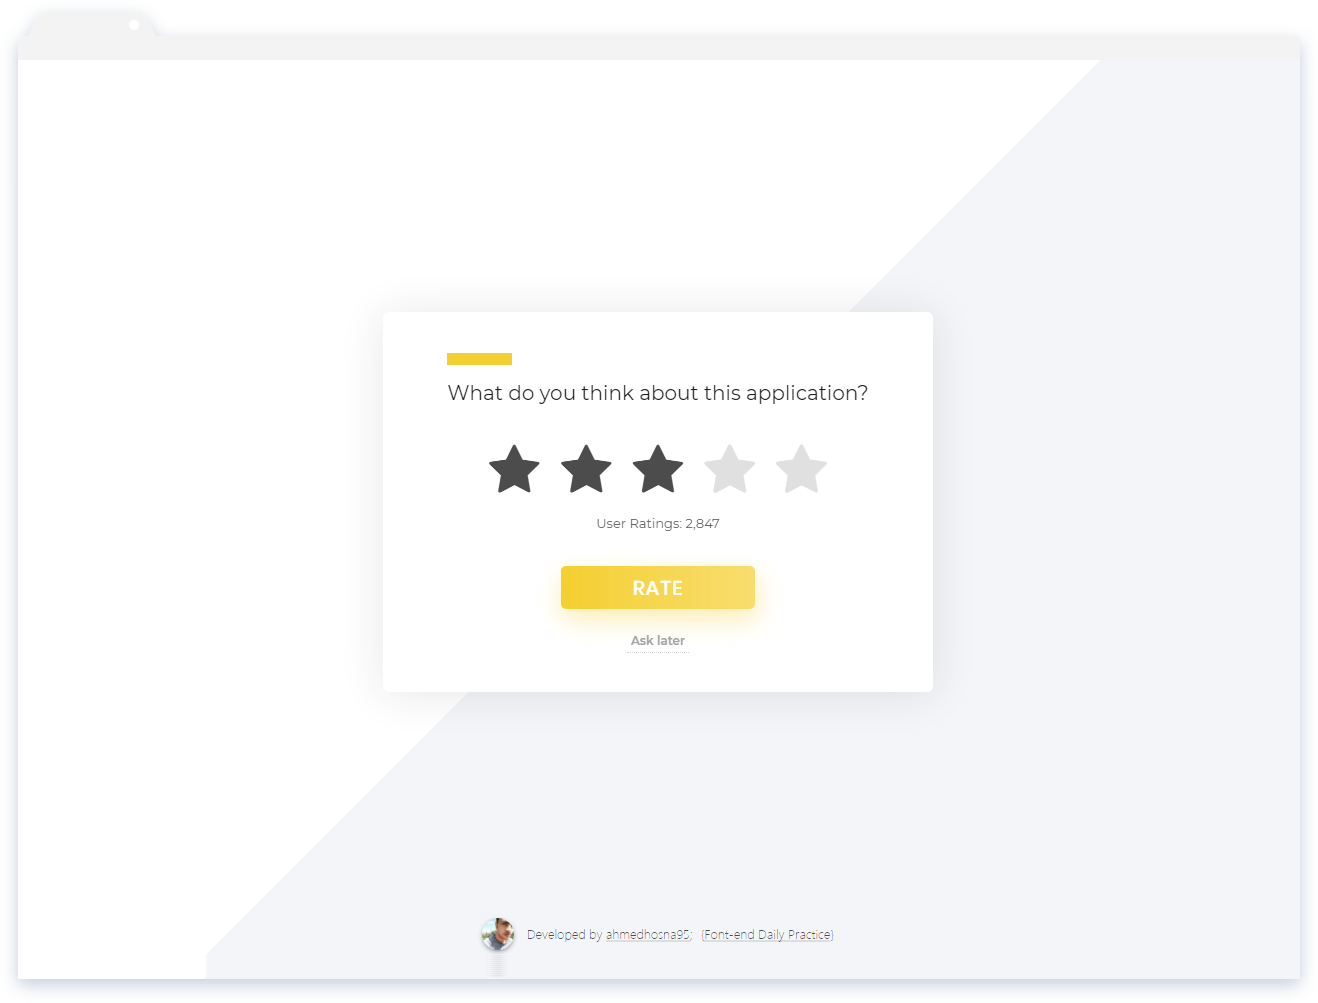 What do you think about this application?
User Ratings: 2,847
RATE
Ask later
Developed by ahmedhosna95; {Font-end Daily Practice}